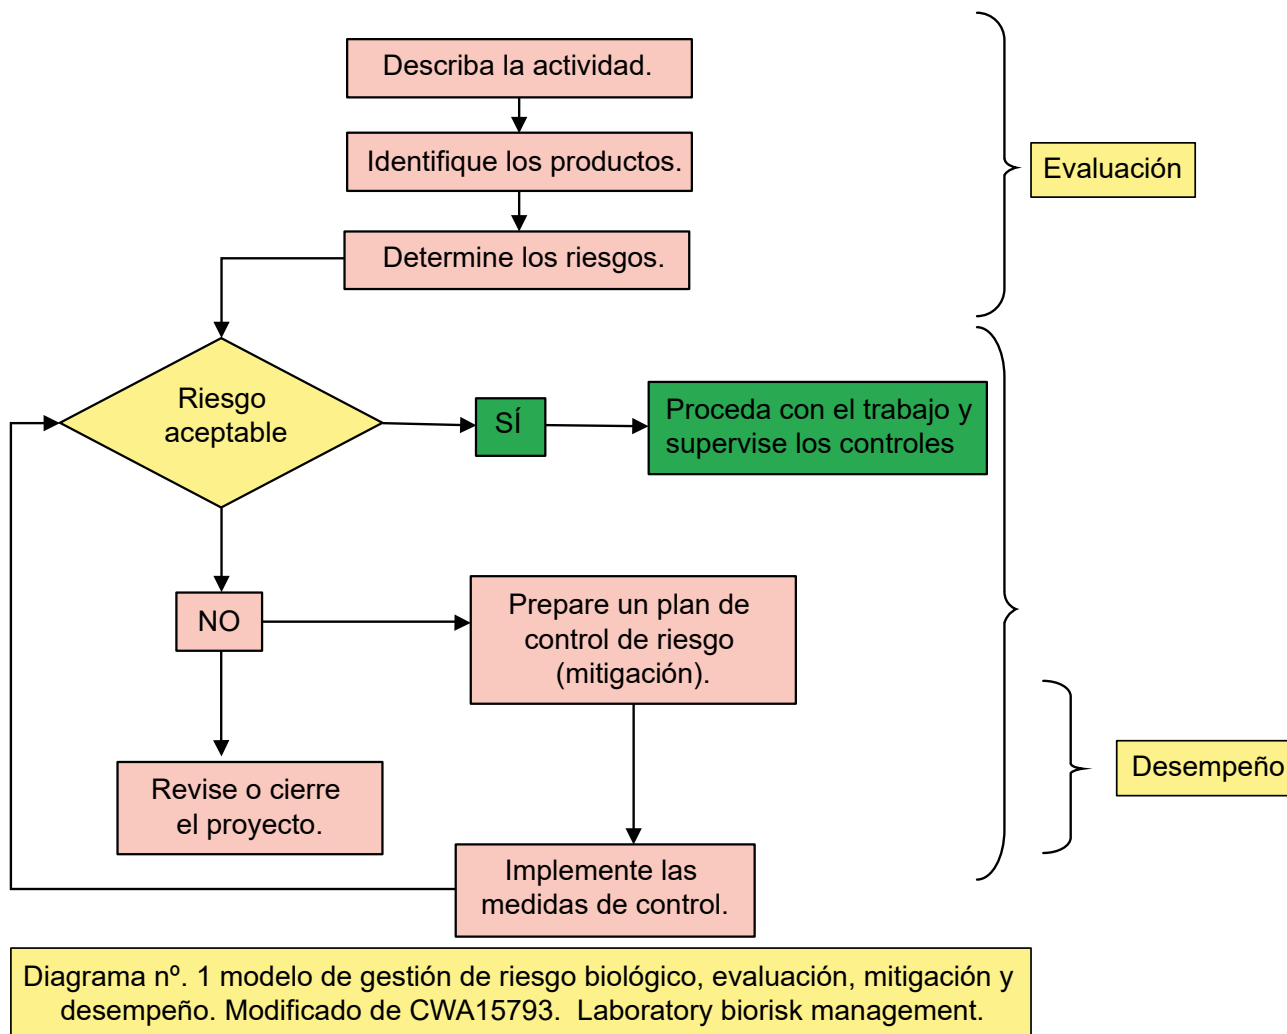 Describa la actividad.
Identifique los productos.
Evaluación
Determine los riesgos.
Riesgo
aceptable
SÍ
Proceda con el trabajo y
supervise los controles
NO
Prepare un plan de
control de riesgo
(mitigación).
Desempeño
Revise o cierre
el proyecto.
Implemente las
medidas de control.
Diagrama nº. 1 modelo de gestión de riesgo biológico, evaluación, mitigación y
desempeño. Modificado de CWA15793. Laboratory biorisk management.